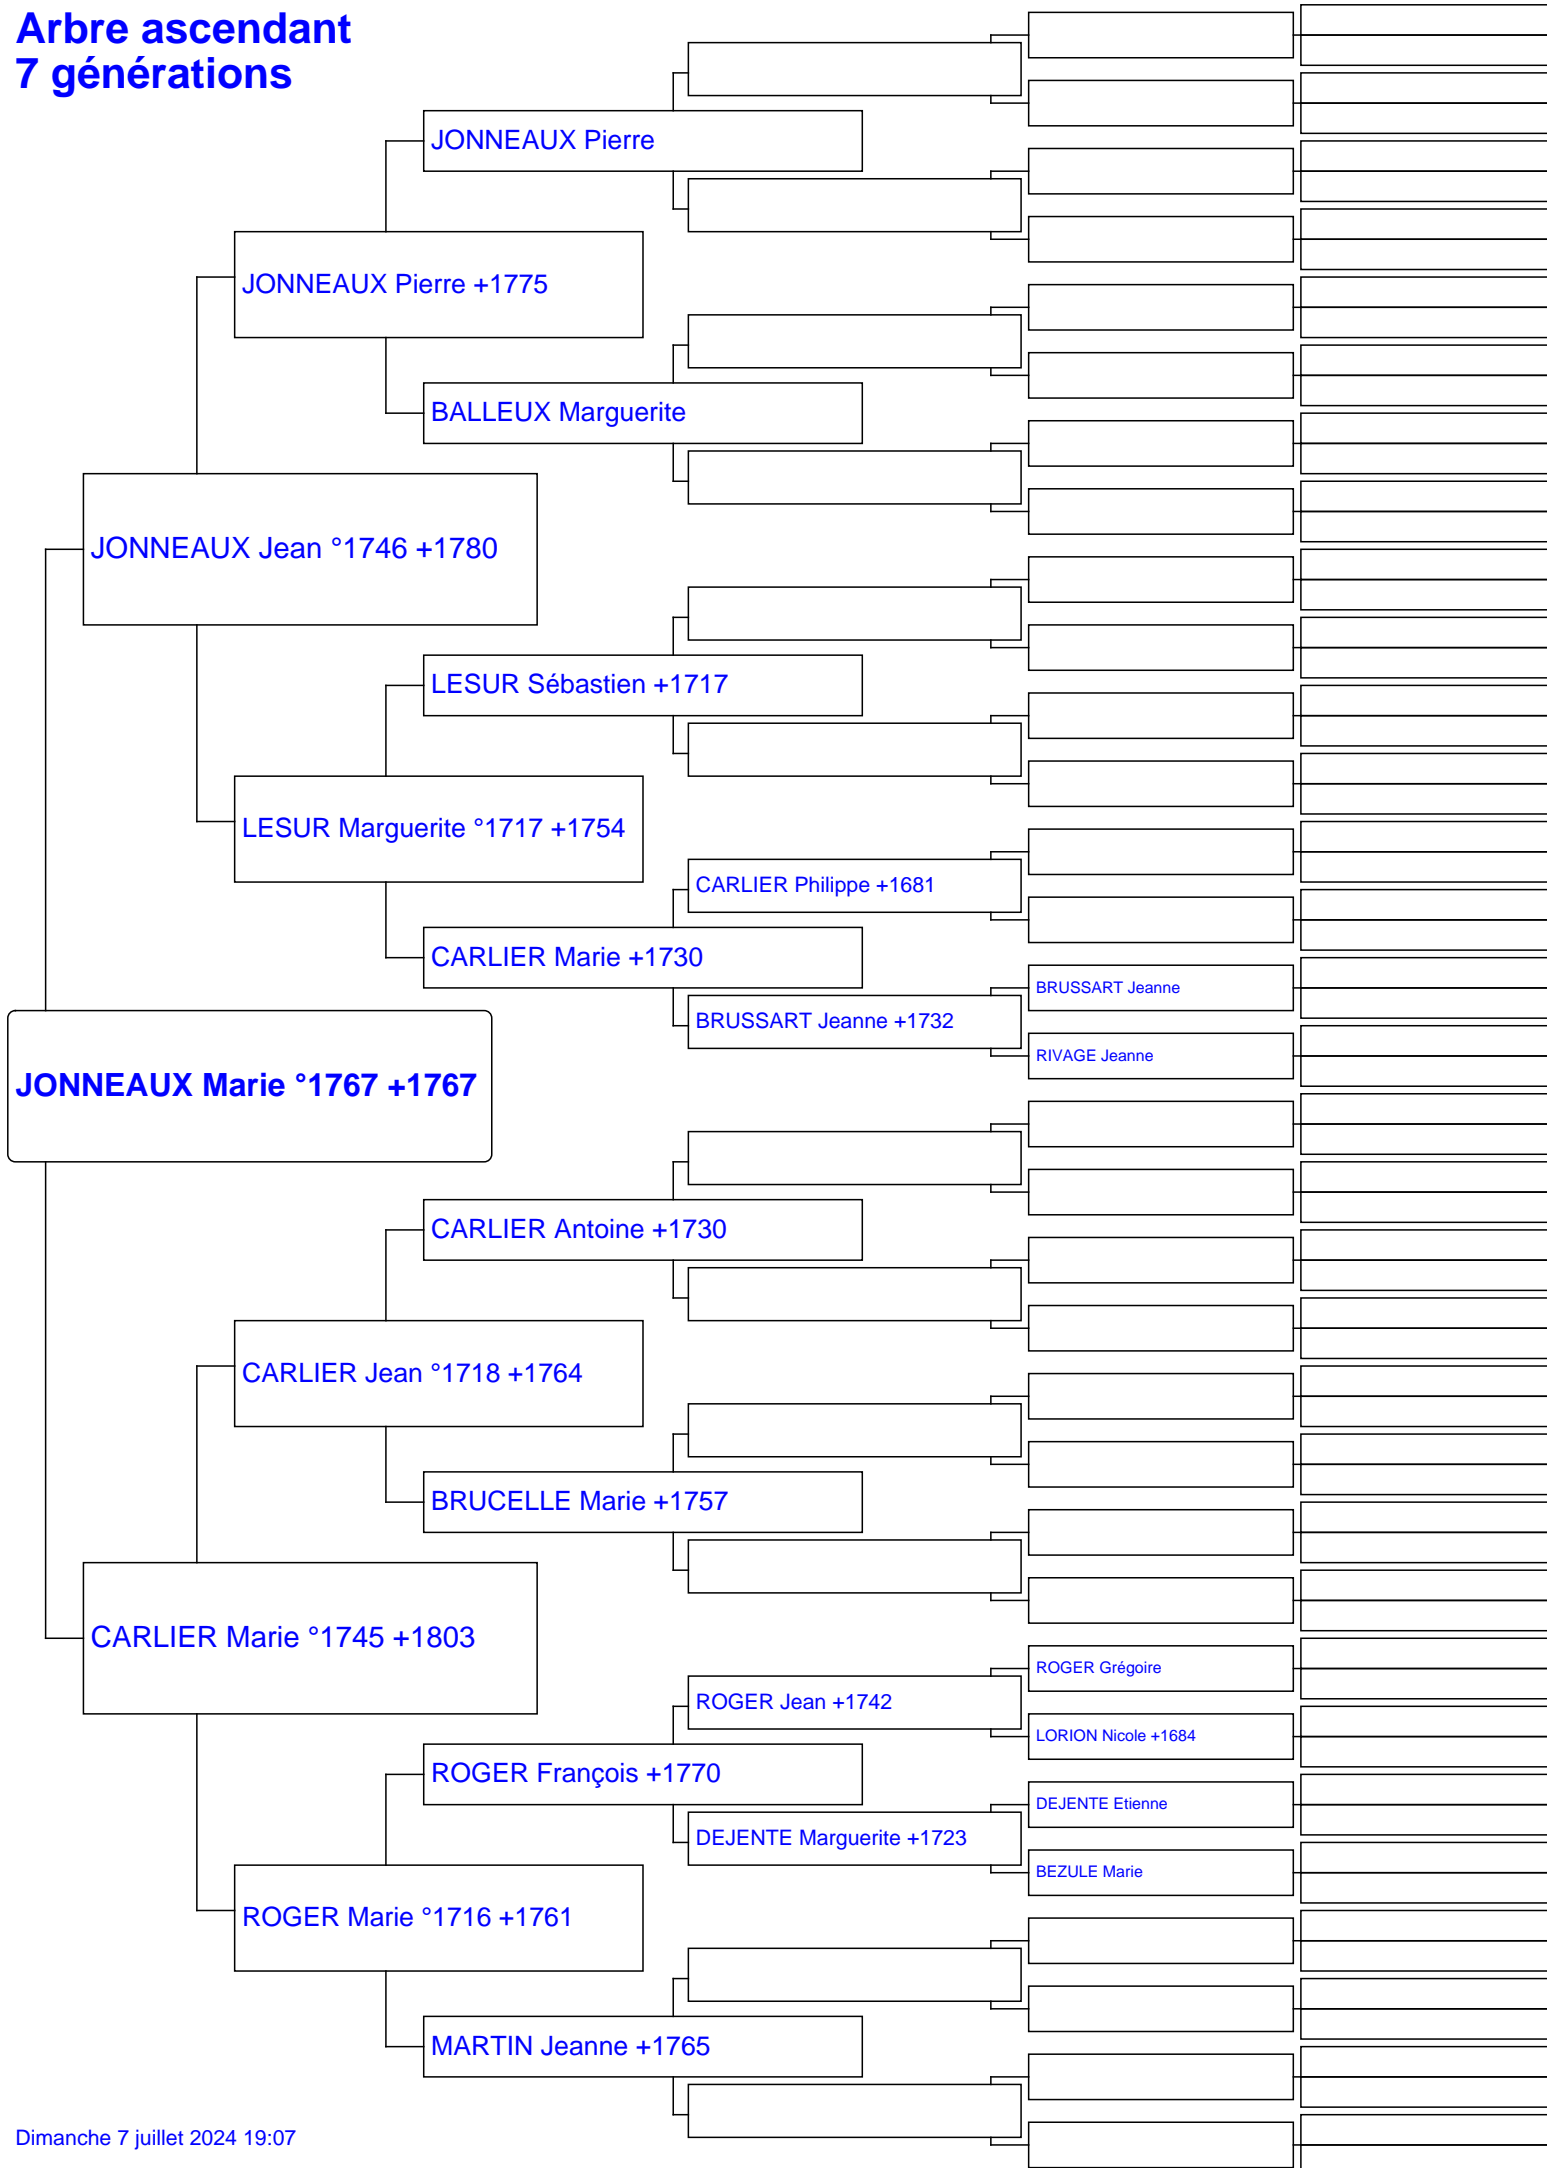 Arbre ascendant
7 générations
JONNEAUX Pierre
JONNEAUX Pierre +1775
BALLEUX Marguerite
JONNEAUX Jean °1746 +1780
LESUR Sébastien +1717
LESUR Marguerite °1717 +1754
CARLIER Philippe +1681
CARLIER Marie +1730
BRUSSART Jeanne
BRUSSART Jeanne +1732
RIVAGE Jeanne
JONNEAUX Marie °1767 +1767
CARLIER Antoine +1730
CARLIER Jean °1718 +1764
BRUCELLE Marie +1757
CARLIER Marie °1745 +1803
ROGER Grégoire
ROGER Jean +1742
LORION Nicole +1684
ROGER François +1770
DEJENTE Etienne
DEJENTE Marguerite +1723
BEZULE Marie
ROGER Marie °1716 +1761
MARTIN Jeanne +1765
Dimanche 7 juillet 2024 19:07